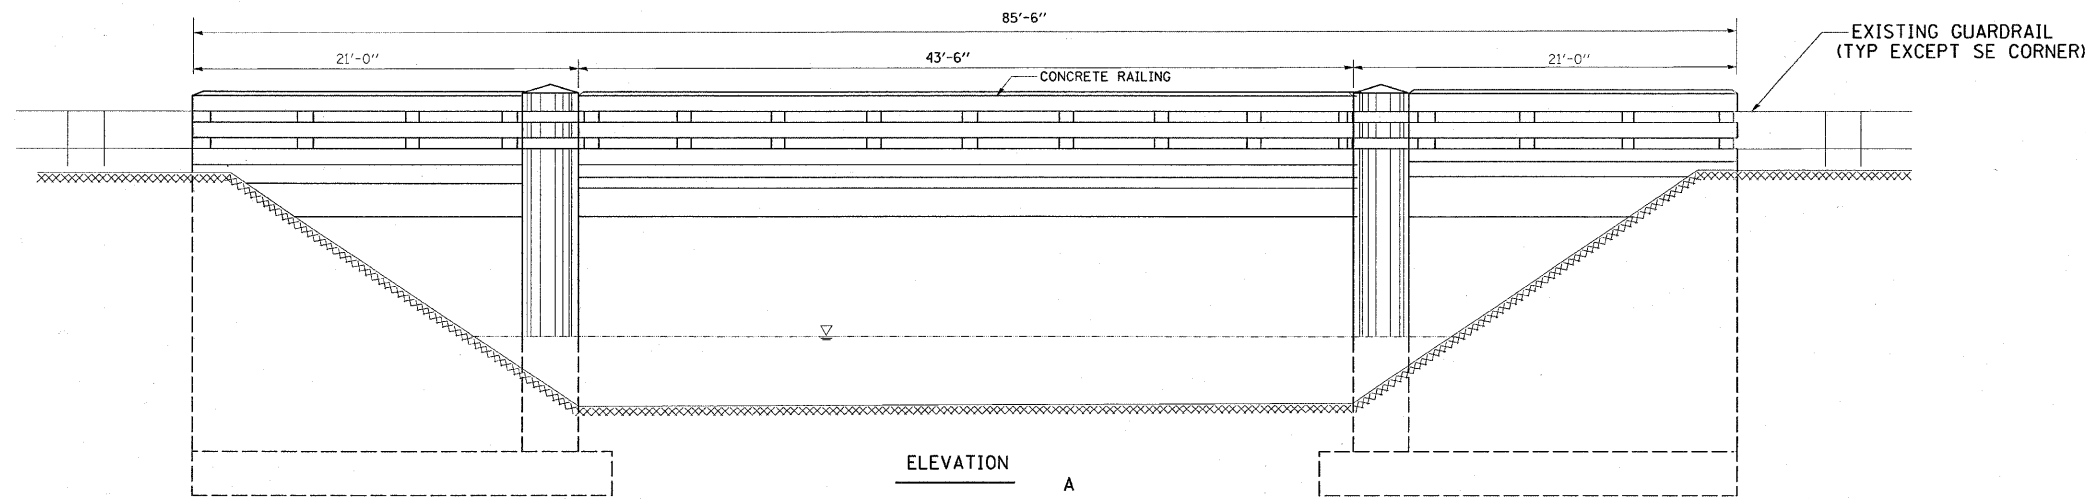 85'-6"
EXISTING GUARDRAIL
(TYP EXCEPT SE CORNER)
21'-0"
43'-6"
21'-0"
CONCRETE RAILING
ELEVATION
A